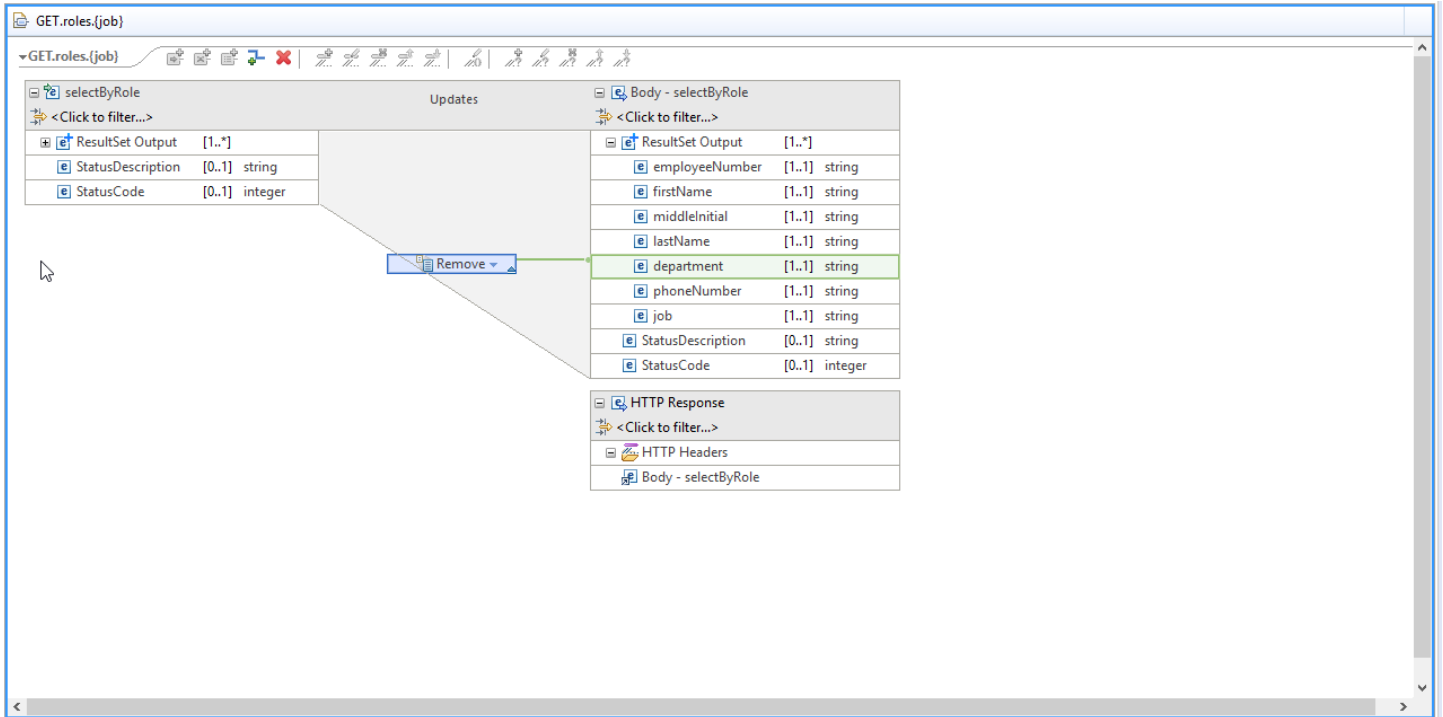 GET.roles.{job}
GET.roles.{job}
selectByRole
<Click to filter...>
ResultSet Output [1..*]
StatusDescription [0..1] string
StatusCode [0..1] integer
Updates
Remove
Body - selectByRole
<Click to filter...>
ResultSet Output [1..*]
employeeNumber [1..1] string
firstName [1..1] string
middleInitial [1..1] string
lastName [1..1] string
department [1..1] string
phoneNumber [1..1] string
job [1..1] string
StatusDescription [0..1] string
StatusCode [0..1] integer
HTTP Response
<Click to filter...>
HTTP Headers
Body - selectByRole